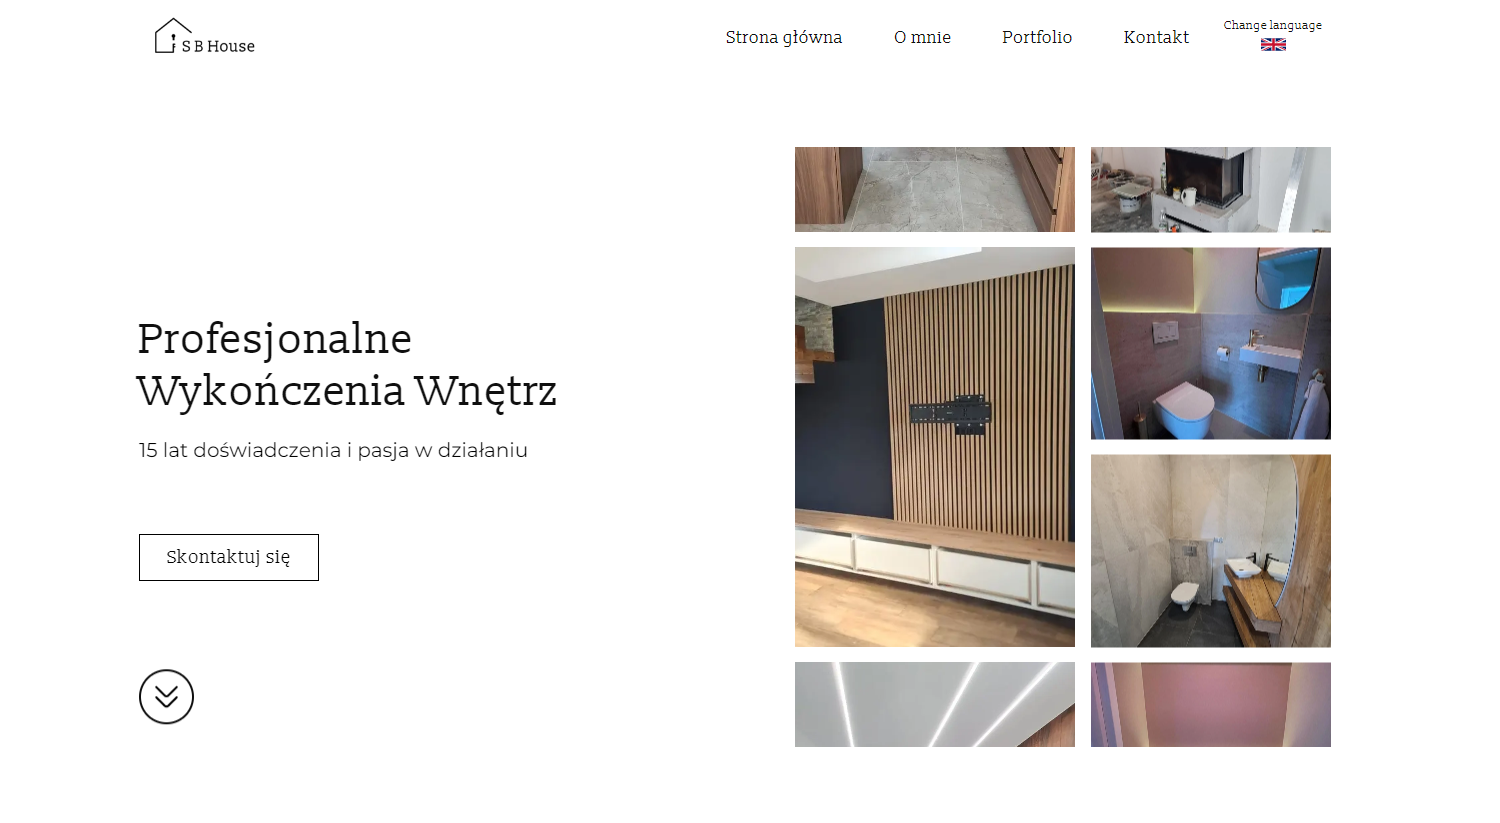 S B House
Strona główna
O mnie
Portfolio
Kontakt
Change language
Profesjonalne
Wykończenia Wnętrz
15 lat doświadczenia i pasja w działaniu
Skontaktuj się